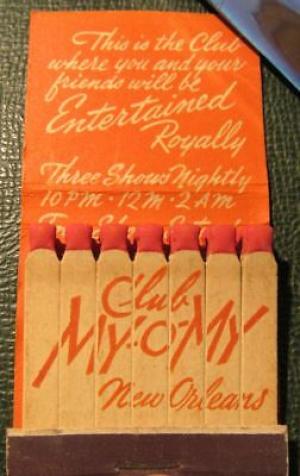 This is the Club
where you and your
friends will be
Entertained
Royally
Three Shows Nightly
10 PM · 12 M · 2 AM
Club
MY-O-MY
New Orleans